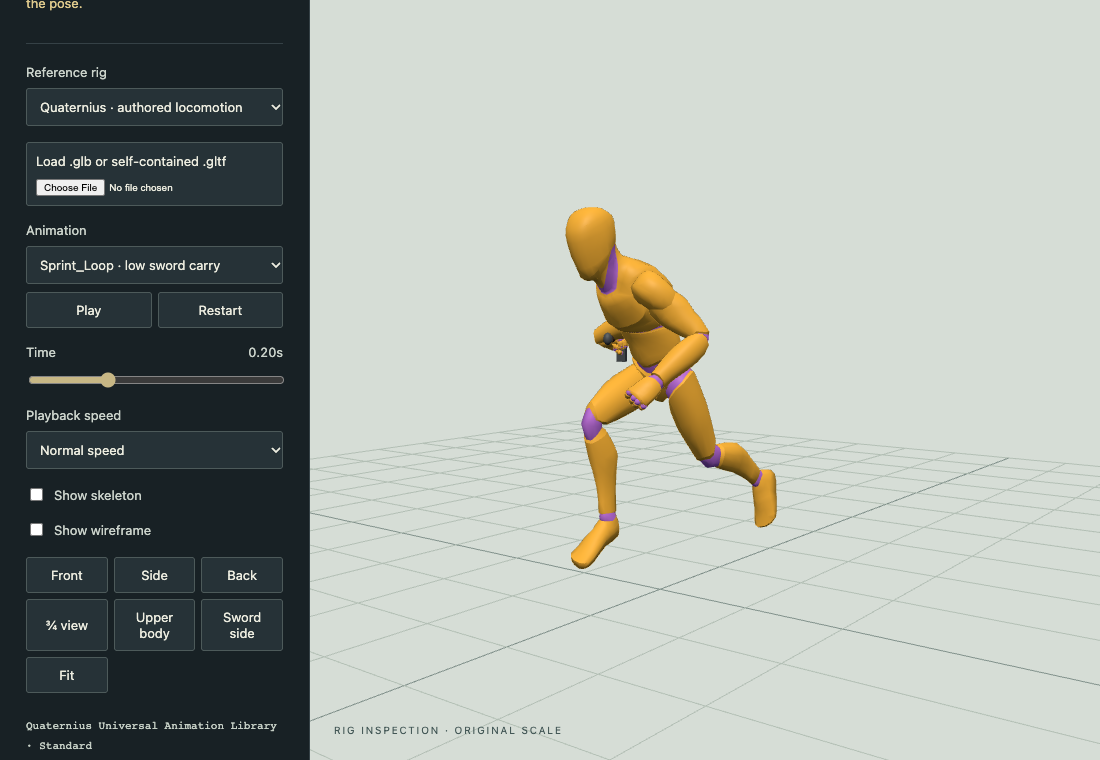 the pose.
Reference rig
Quaternius · authored locomotion
Load .glb or self-contained .gltf
Choose File No file chosen
Animation
Sprint_Loop · low sword carry
Play Restart
Time 0.20s
Playback speed
Normal speed
Show skeleton
Show wireframe
Front Side Back
¾ view Upper body Sword side
Fit
Quaternius Universal Animation Library
· Standard
RIG INSPECTION · ORIGINAL SCALE